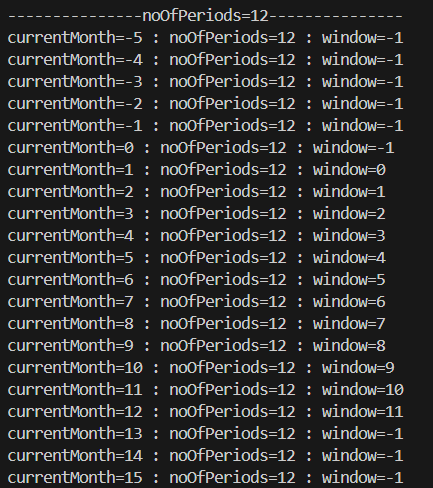 ---------------noOfPeriods=12---------------
currentMonth=-5 : noOfPeriods=12 : window=-1
currentMonth=-4 : noOfPeriods=12 : window=-1
currentMonth=-3 : noOfPeriods=12 : window=-1
currentMonth=-2 : noOfPeriods=12 : window=-1
currentMonth=-1 : noOfPeriods=12 : window=-1
currentMonth=0 : noOfPeriods=12 : window=-1
currentMonth=1 : noOfPeriods=12 : window=0
currentMonth=2 : noOfPeriods=12 : window=1
currentMonth=3 : noOfPeriods=12 : window=2
currentMonth=4 : noOfPeriods=12 : window=3
currentMonth=5 : noOfPeriods=12 : window=4
currentMonth=6 : noOfPeriods=12 : window=5
currentMonth=7 : noOfPeriods=12 : window=6
currentMonth=8 : noOfPeriods=12 : window=7
currentMonth=9 : noOfPeriods=12 : window=8
currentMonth=10 : noOfPeriods=12 : window=9
currentMonth=11 : noOfPeriods=12 : window=10
currentMonth=12 : noOfPeriods=12 : window=11
currentMonth=13 : noOfPeriods=12 : window=-1
currentMonth=14 : noOfPeriods=12 : window=-1
currentMonth=15 : noOfPeriods=12 : window=-1